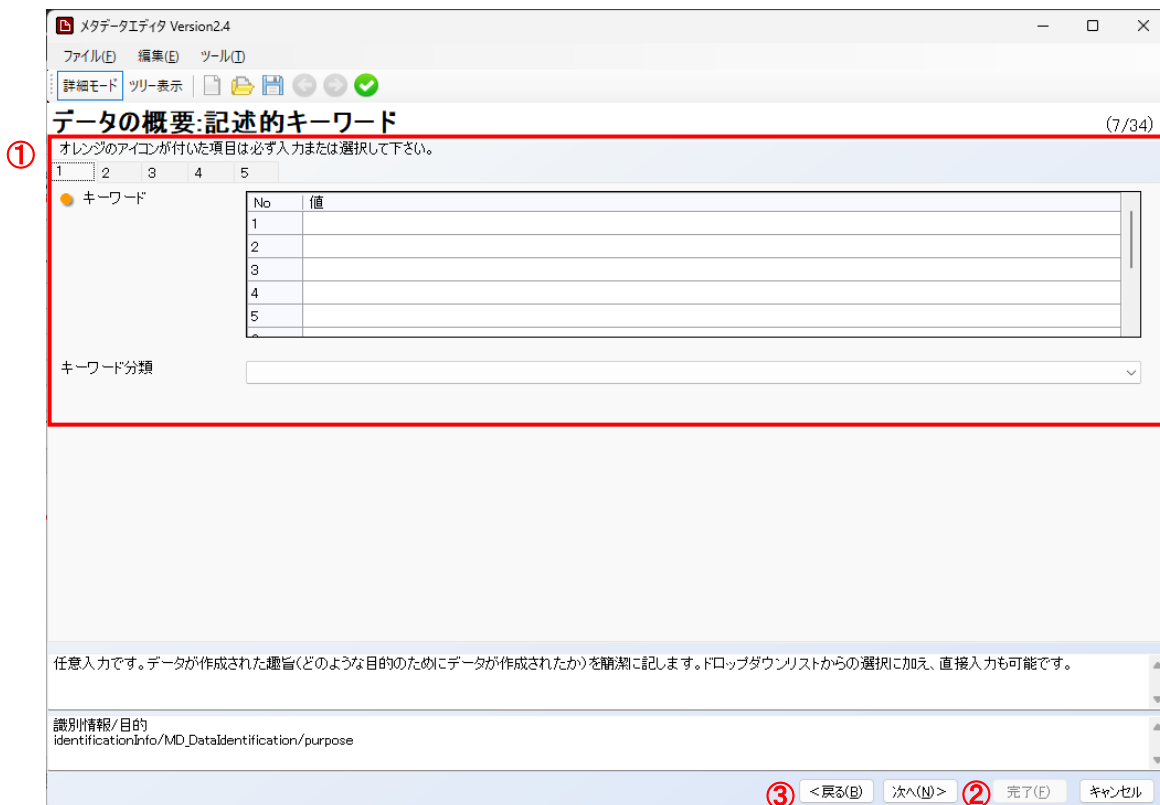 メタデータエディタ Version2.4
ファイル(F) 編集(E) ツール(T)
詳細モード ツリー表示
データの概要:記述的キーワード (7/34)
① オレンジのアイコンが付いた項目は必ず入力または選択して下さい。
1 2 3 4 5
キーワード
No 値
1
2
3
4
5
キーワード分類
任意入力です。データが作成された趣旨(どのような目的のためにデータが作成されたか)を簡潔に記します。ドロップダウンリストからの選択に加え、直接入力も可能です。
識別情報/目的
identificationInfo/MD_DataIdentification/purpose
③ <戻る(B) 次へ(N)> ② 完了(F) キャンセル